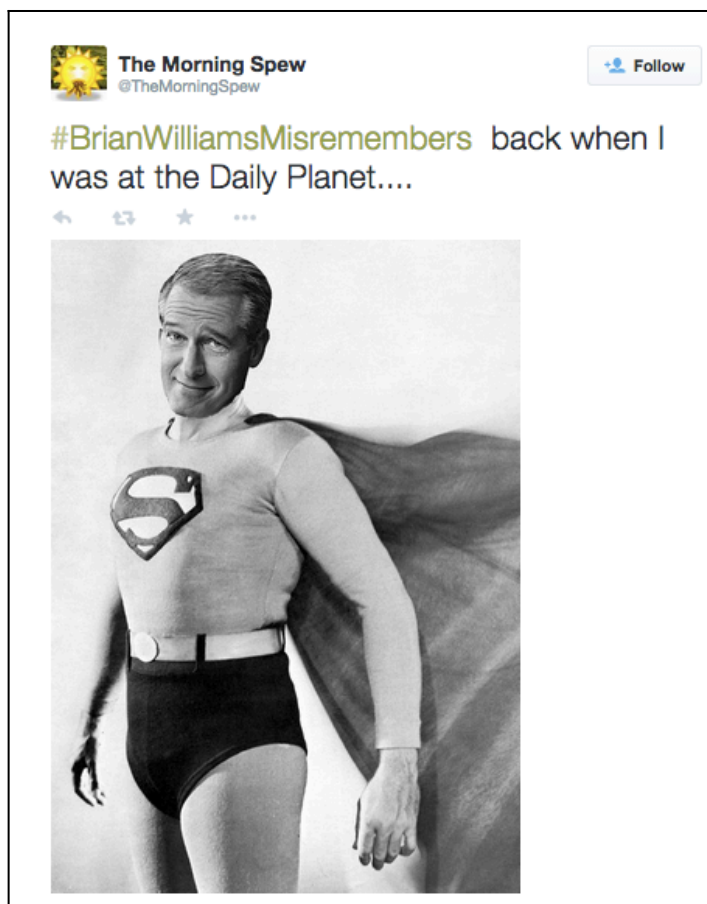 The Morning Spew
@TheMorningSpew
Follow
#BrianWilliamsMisremembers back when I
was at the Daily Planet....
S